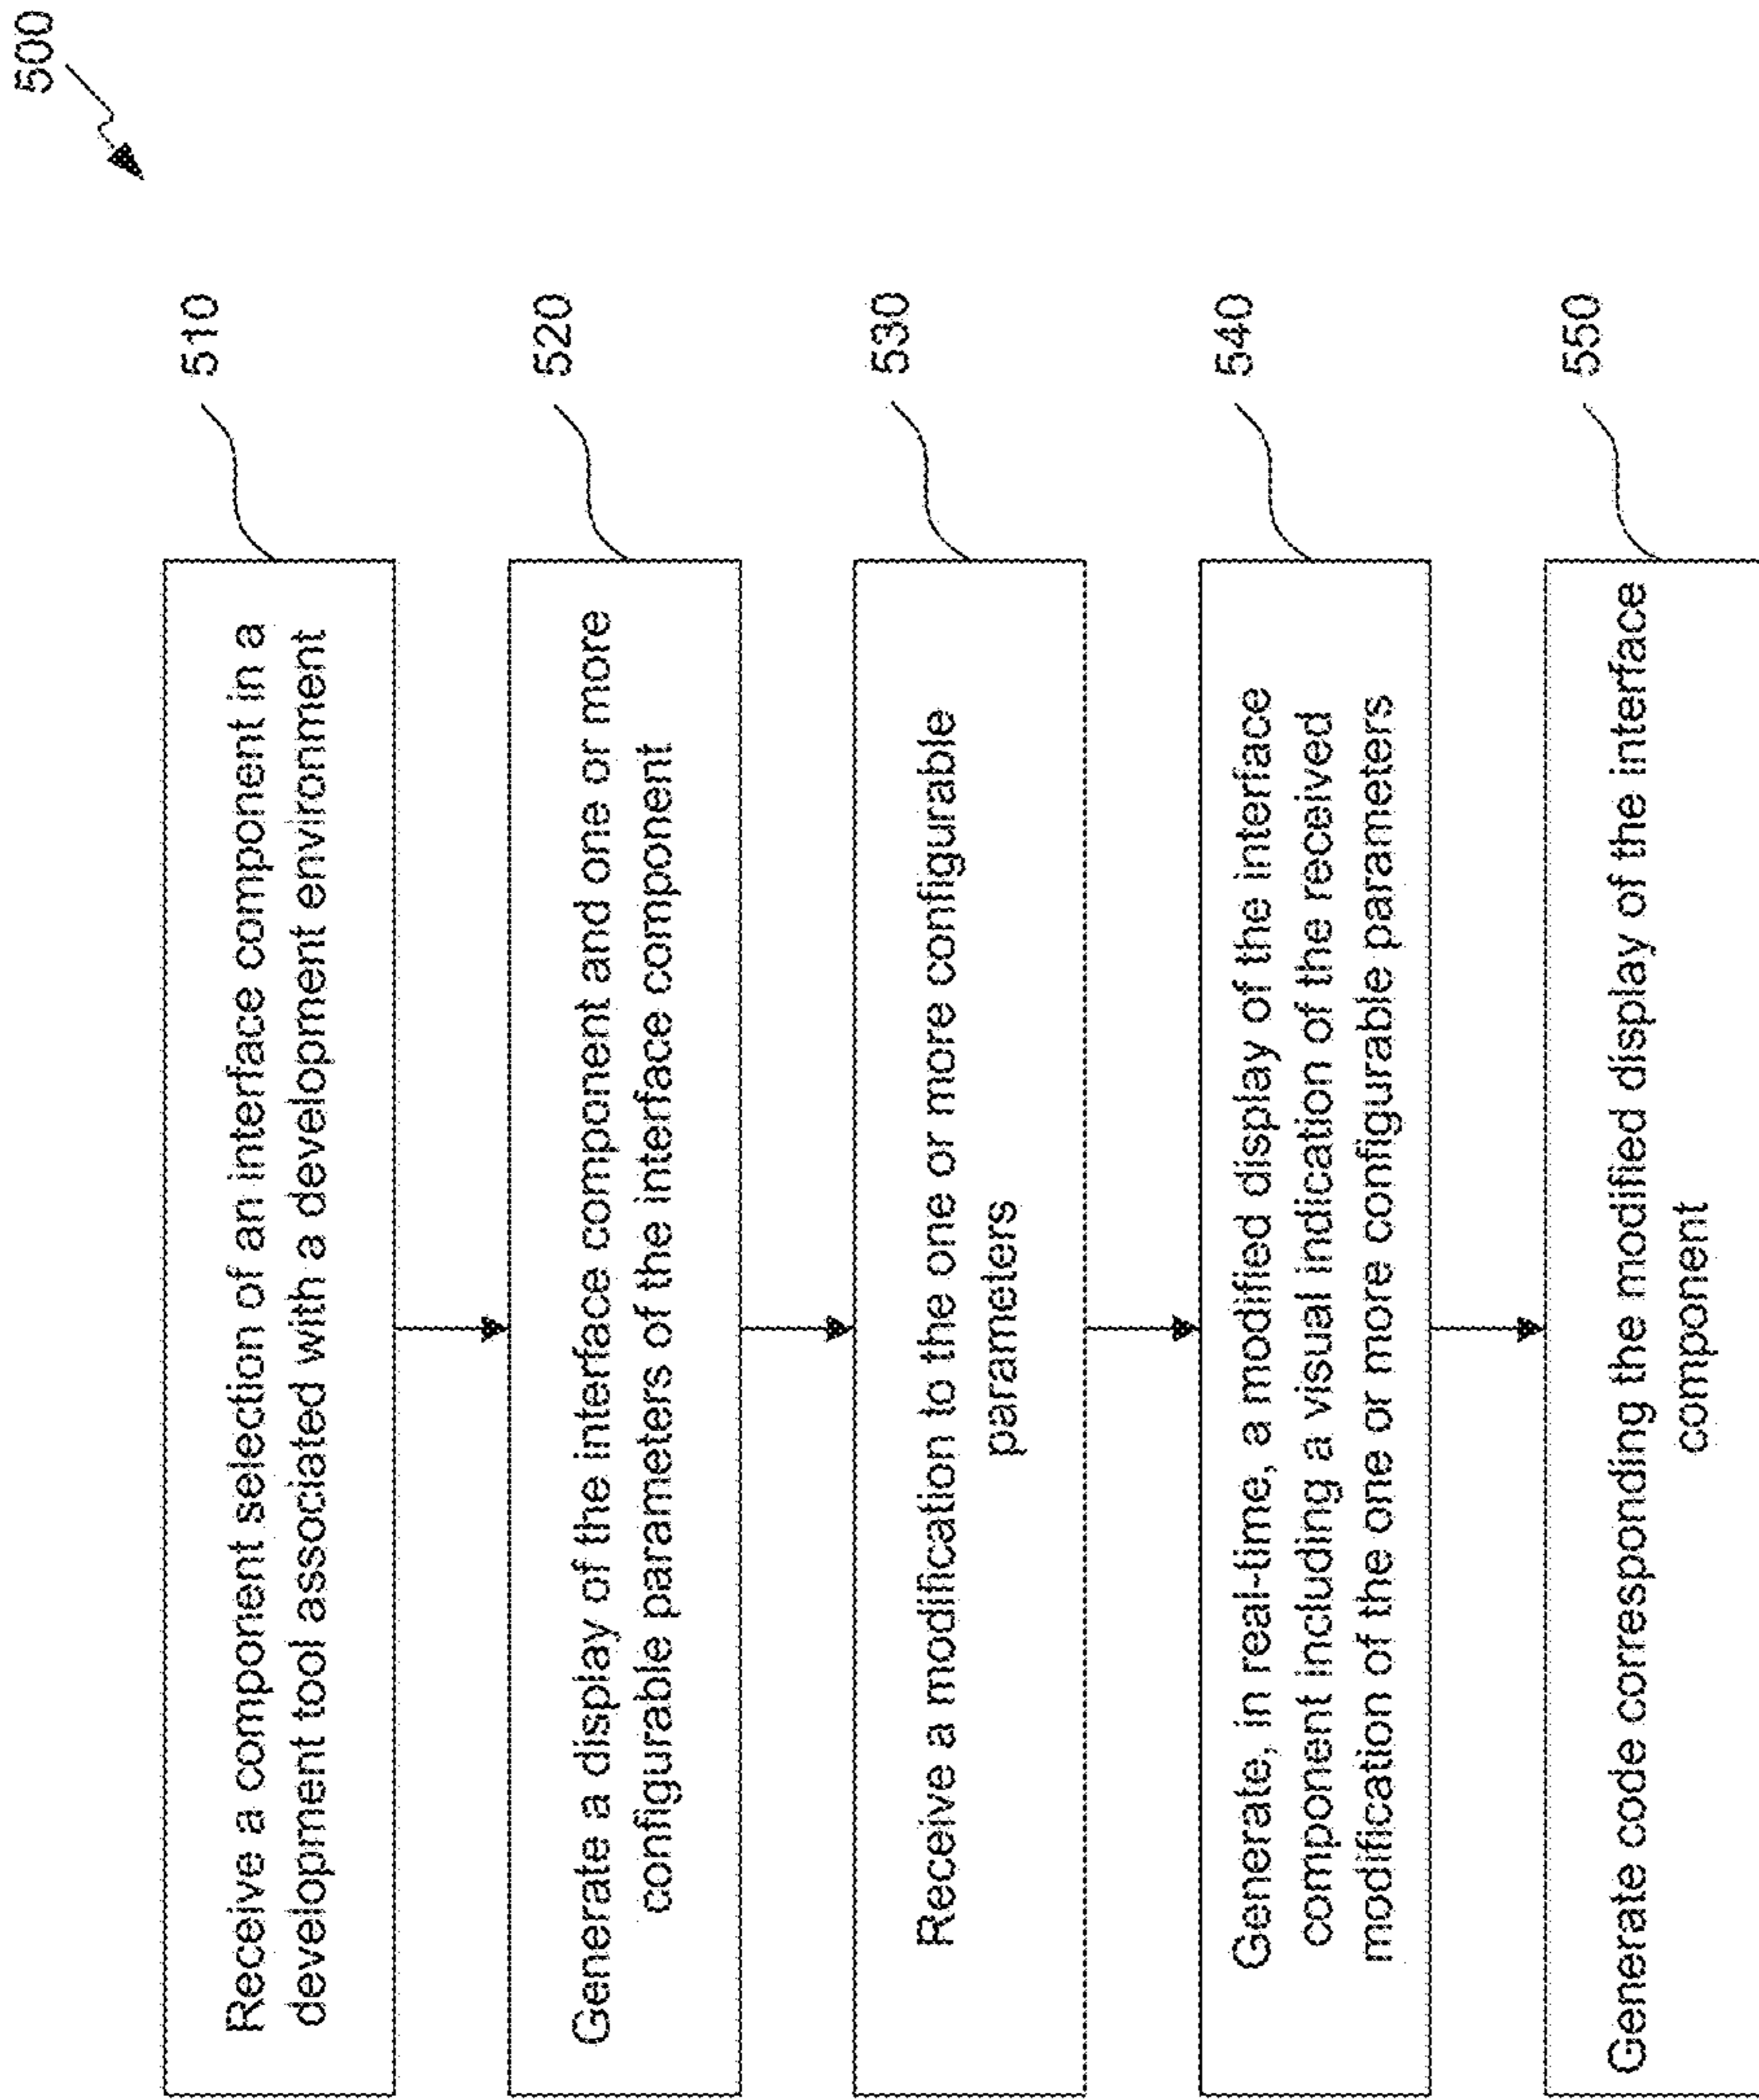 500
510
Receive a component selection of an interface component in a
development tool associated with a development environment
520
Generate a display of the interface component and one or more
configurable parameters of the interface component
530
Receive a modification to the one or more configurable
parameters
540
Generate, in real-time, a modified display of the interface
component including a visual indication of the received
modification of the one or more configurable parameters
550
Generate code corresponding the modified display of the interface
component